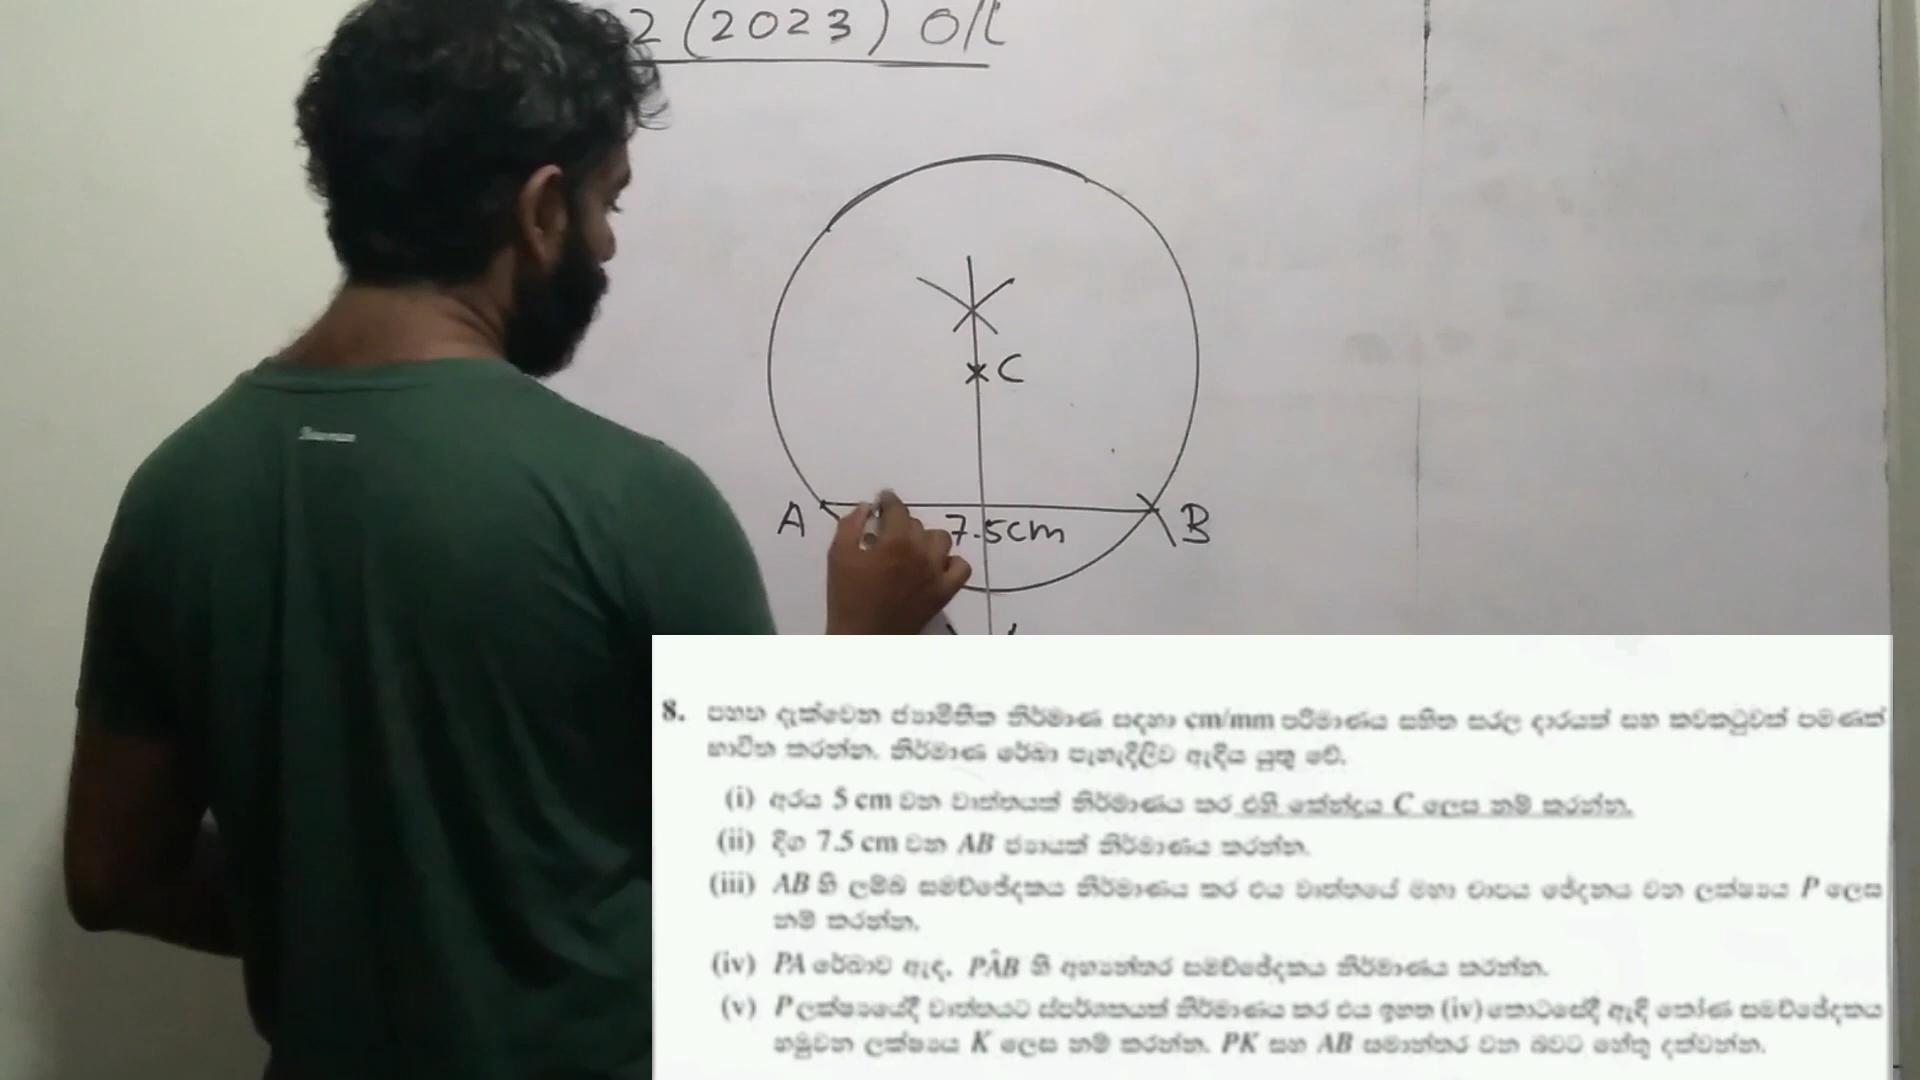 2 (2023) O/L
C
A
7.5cm
B
8. පහත දැක්වෙන ජ්‍යාමිතික නිර්මාණ සඳහා cm/mm පරිමාණය සහිත සරල දාරයක් සහ කවකටුවක් පමණක්
භාවිත කරන්න. නිර්මාණ රේඛා පැහැදිලිව ඇඳිය යුතු වේ.
(i) අරය 5 cm වන වෘත්තයක් නිර්මාණය කර එහි කේන්ද්‍රය C ලෙස නම් කරන්න.
(ii) දිග 7.5 cm වන AB ජ්‍යායක් නිර්මාණය කරන්න.
(iii) AB හි ලම්බ සමච්ඡේදකය නිර්මාණය කර එය වෘත්තයේ මහා චාපය ඡේදනය වන ලක්ෂ්‍යය P ලෙස
නම් කරන්න.
(iv) PA රේඛාව ඇඳ, PÂB හි අභ්‍යන්තර සමච්ඡේදකය නිර්මාණය කරන්න.
(v) P ලක්ෂ්‍යයේදී වෘත්තයට ස්පර්ශකයක් නිර්මාණය කර එය ඉහත (iv) කොටසේදී ඇඳි කෝණ සමච්ඡේදකය
හමුවන ලක්ෂ්‍යය K ලෙස නම් කරන්න. PK සහ AB සමාන්තර වන බවට හේතු දක්වන්න.